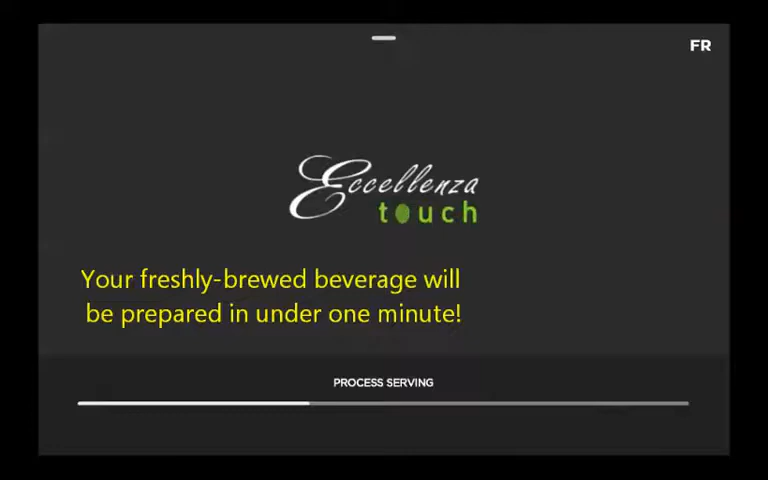 FR
Eccellenza
touch
Your freshly-brewed beverage will
be prepared in under one minute!
PROCESS SERVING